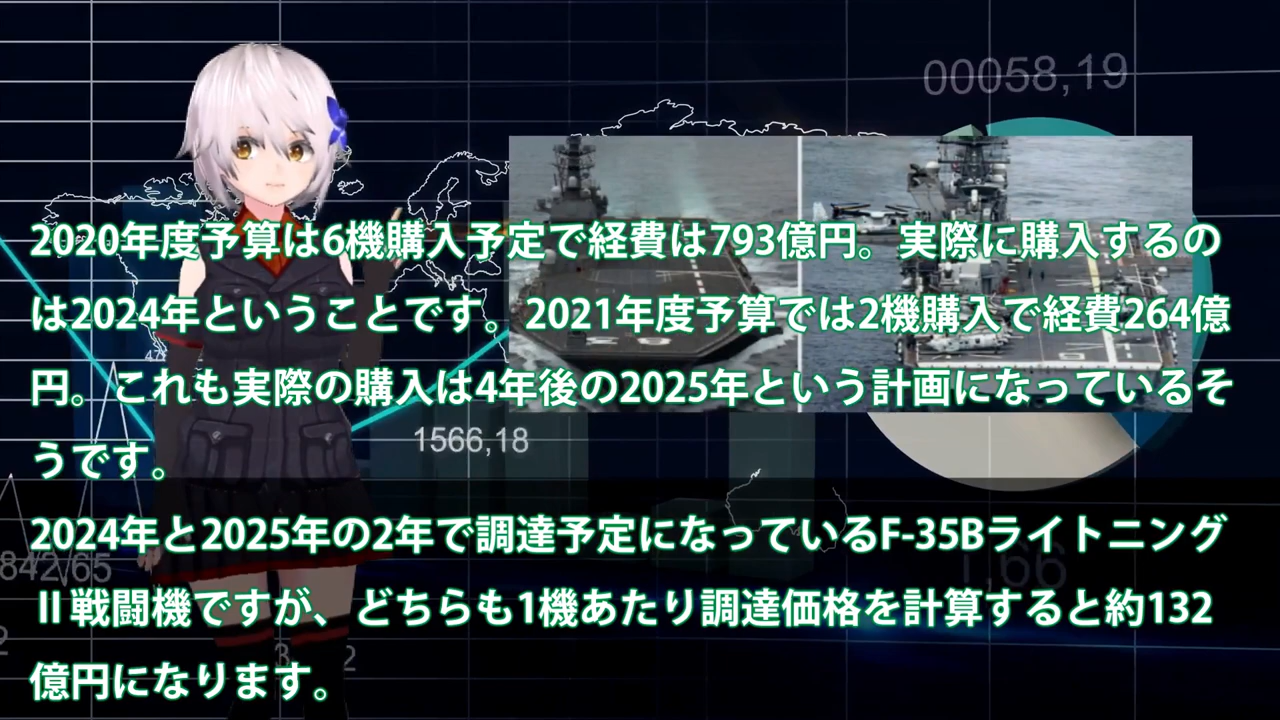 00058,19
2020年度予算は6機購入予定で経費は793億円。実際に購入するの
は2024年ということです。2021年度予算では2機購入で経費264億
円。これも実際の購入は4年後の2025年という計画になっているそ
うです。
1566,18
2024年と2025年の2年で調達予定になっているF-35Bライトニング
Ⅱ戦闘機ですが、どちらも1機あたり調達価格を計算すると約132
億円になります。
842,65